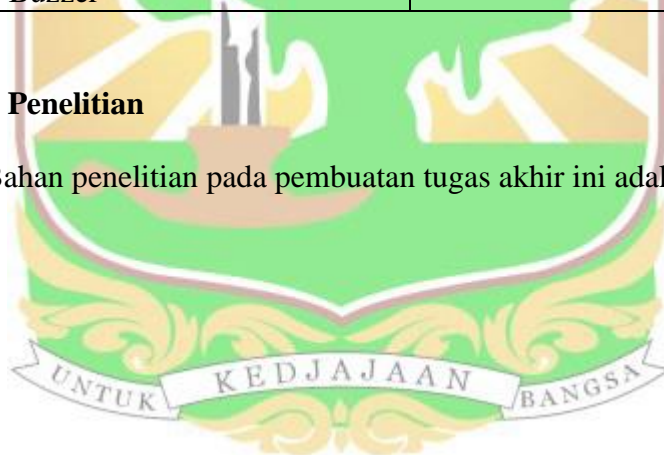 Buzzer
Penelitian
Bahan penelitian pada pembuatan tugas akhir ini adal
UNTUK KEDJAJAAN BANGSA